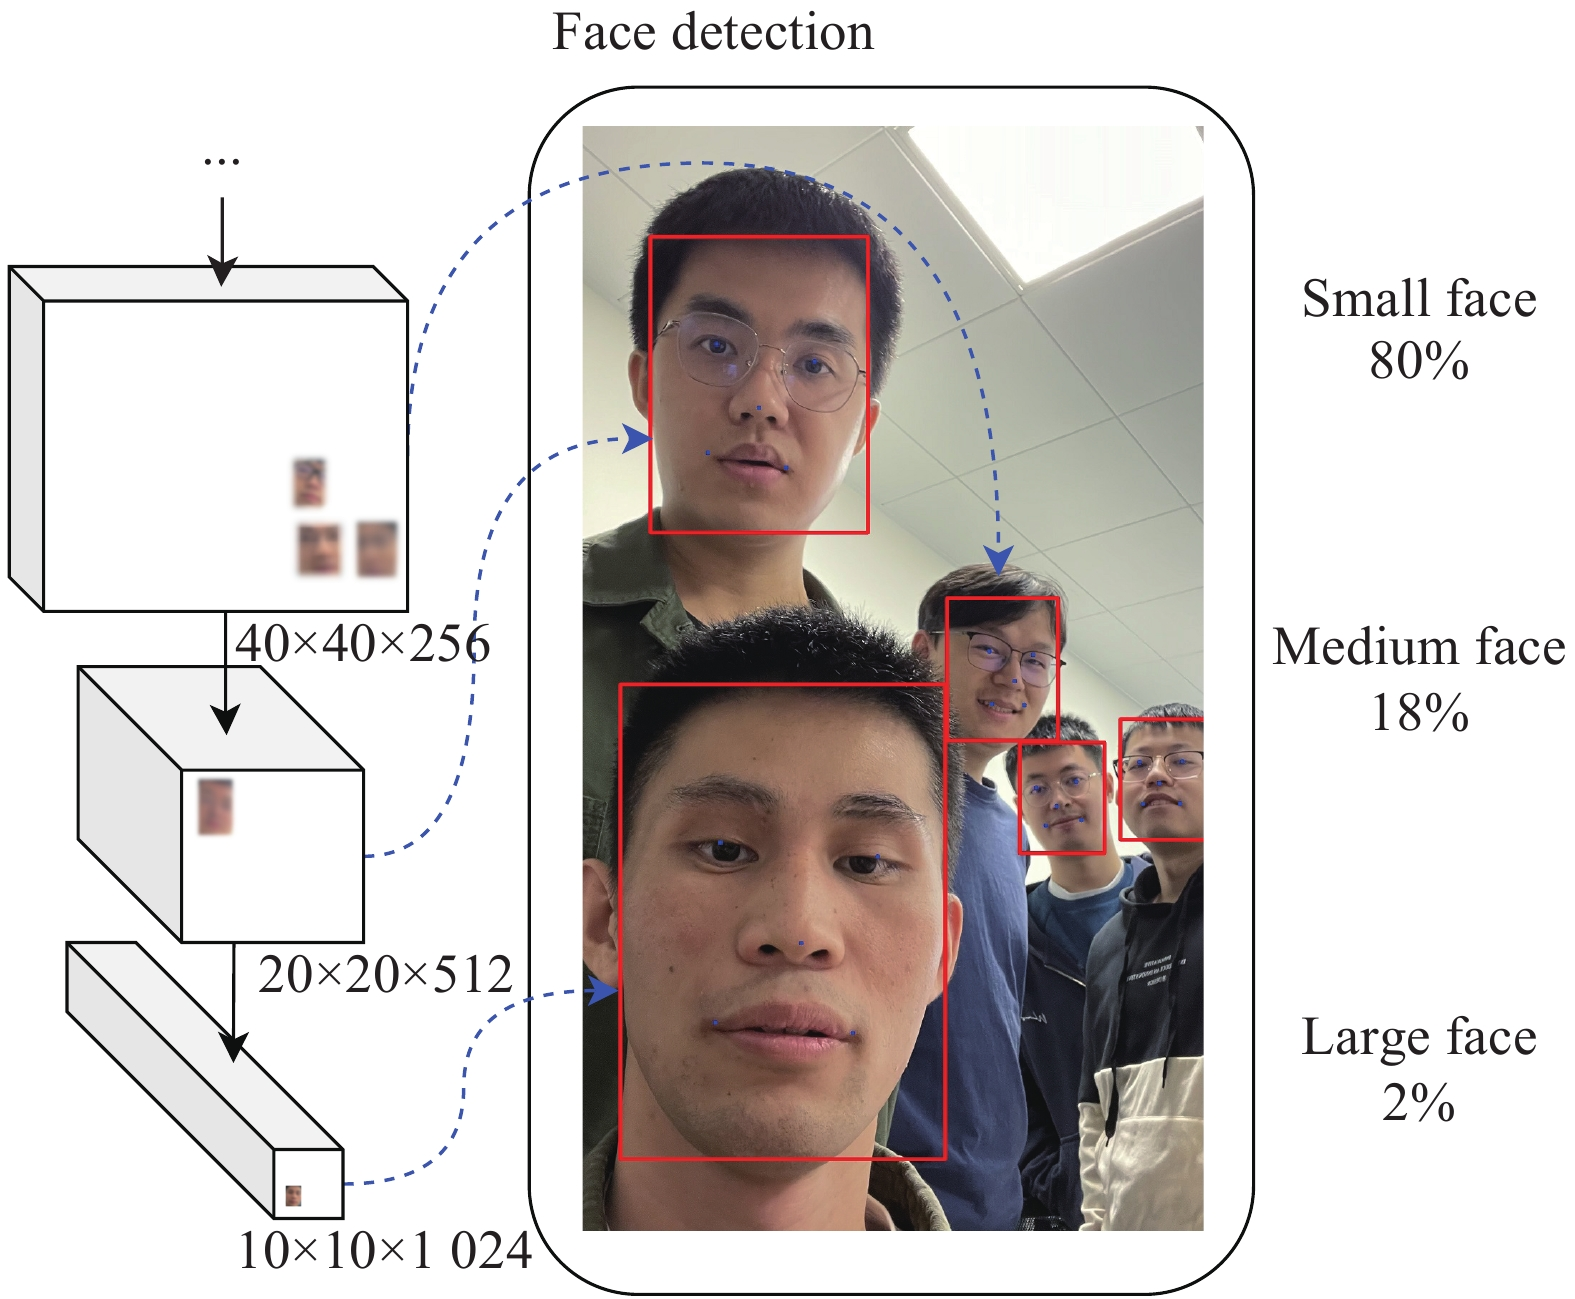 Face detection
...
40×40×256
20×20×512
10×10×1 024
Small face
80%
Medium face
18%
Large face
2%